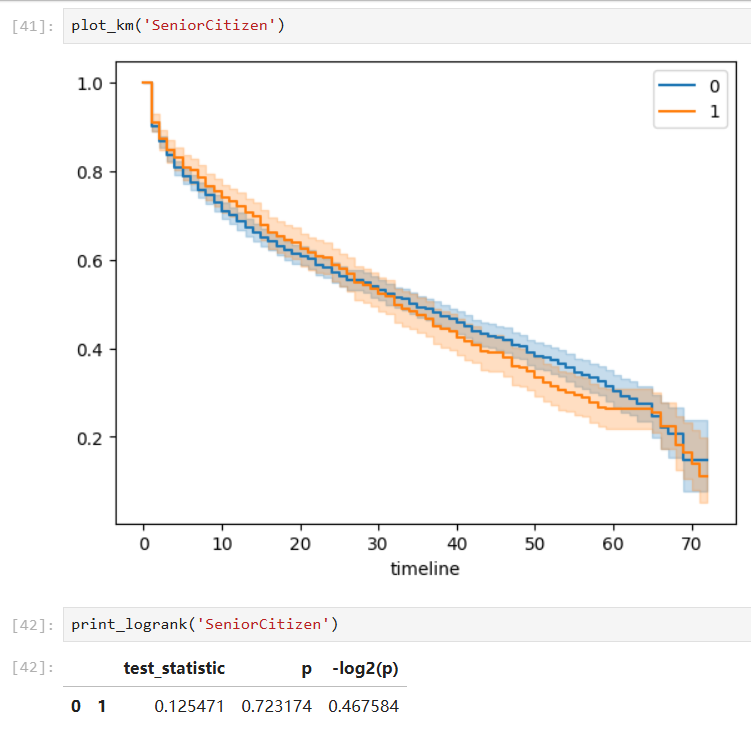 [41]: plot_km('SeniorCitizen')
0
1
1.0
0.8
0.6
0.4
0.2
0 10 20 30 40 50 60 70
timeline
[42]: print_logrank('SeniorCitizen')
[42]: test_statistic p -log2(p)
0 1 0.125471 0.723174 0.467584